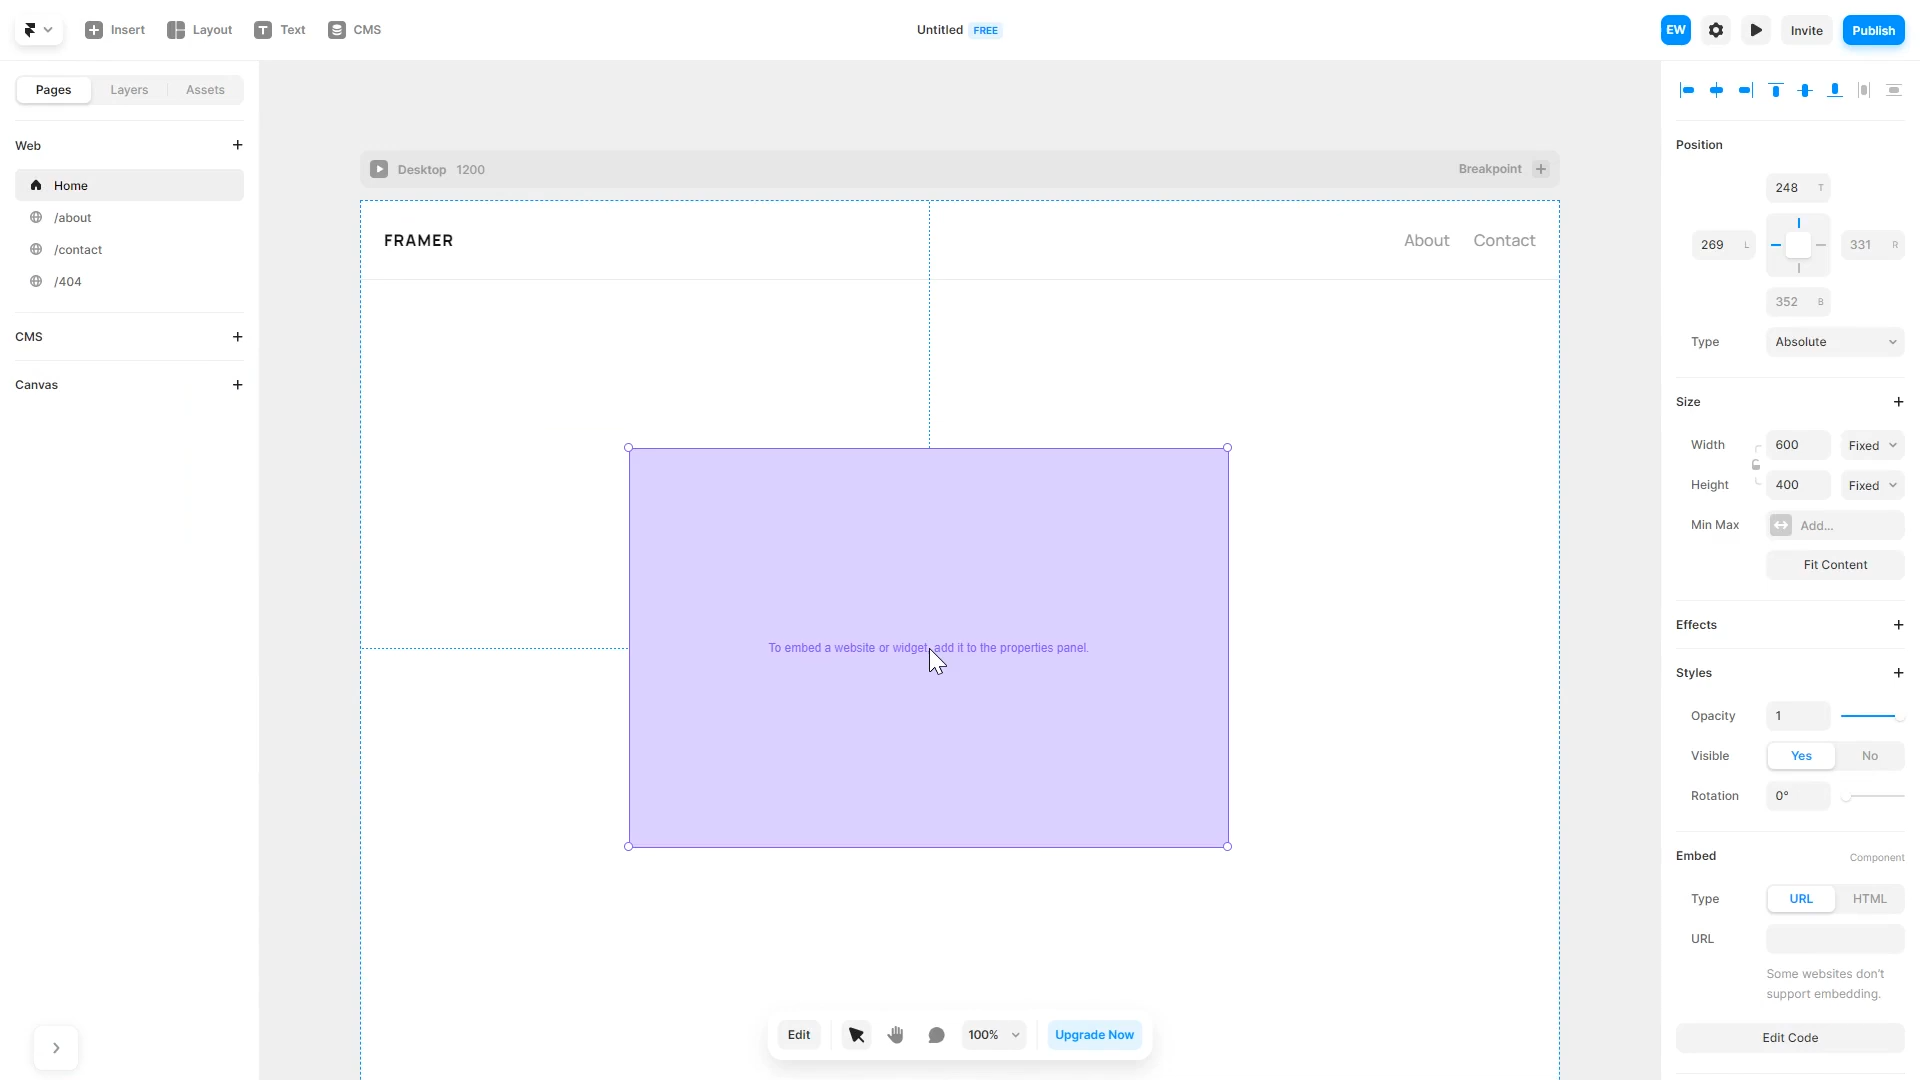 Insert
Layout
Text
CMS
Untitled FREE
EW
Invite
Publish
Pages
Layers
Assets
Web
Home
/about
/contact
/404
CMS
Canvas
Desktop 1200
Breakpoint
FRAMER
About
Contact
To embed a website or widget, add it to the properties panel.
Edit
100%
Upgrade Now
Position
248 T
269 L
331 R
352 B
Type Absolute
Size
Width 600 Fixed
Height 400 Fixed
Min Max Add...
Fit Content
Effects
Styles
Opacity 1
Visible Yes No
Rotation 0°
Embed Component
Type URL HTML
URL
Some websites don't
support embedding.
Edit Code